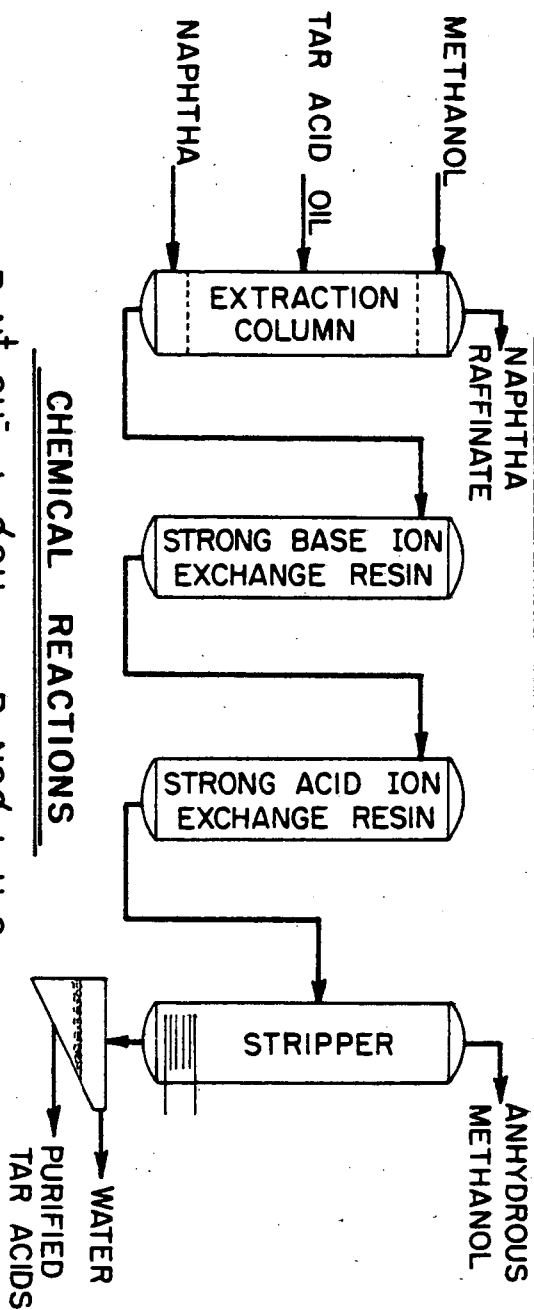 METHANOL
TAR ACID OIL
NAPHTHA
NAPHTHA
RAFFINATE
EXTRACTION
COLUMN
STRONG BASE ION
EXCHANGE RESIN
STRONG ACID ION
EXCHANGE RESIN
STRIPPER
ANHYDROUS
METHANOL
WATER
PURIFIED
TAR ACIDS
CHEMICAL REACTIONS